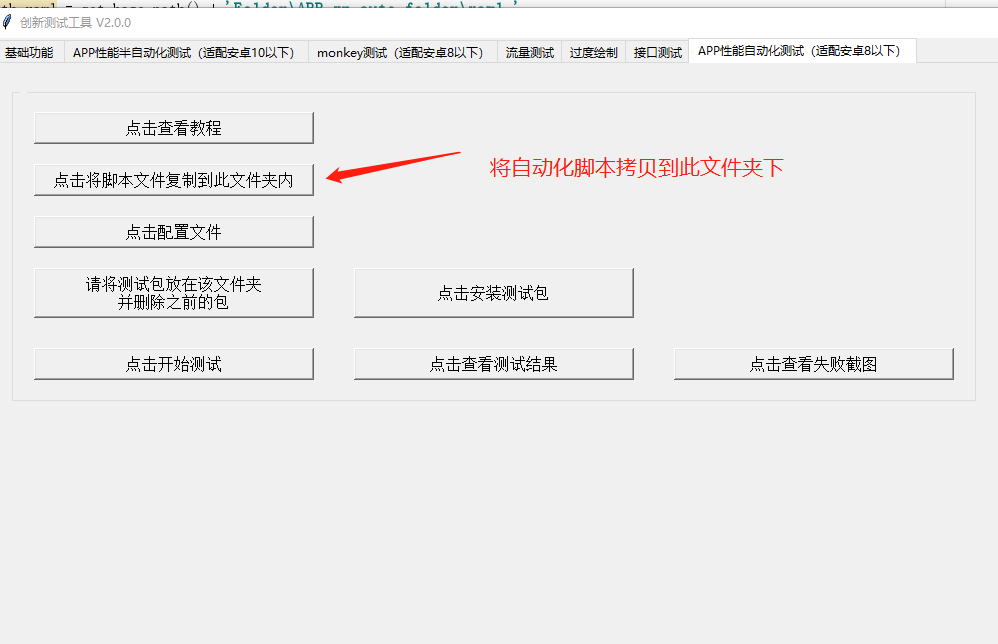 'Folder\APP_xn_auto_folder\yaml
创新测试工具 V2.0.0
基础功能 APP性能半自动化测试（适配安卓10以下） monkey测试（适配安卓8以下） 流量测试 过度绘制 接口测试 APP性能自动化测试（适配安卓8以下）
点击查看教程
点击将脚本文件复制到此文件夹内 将自动化脚本拷贝到此文件夹下
点击配置文件
请将测试包放在该文件夹
并删除之前的包
点击安装测试包
点击开始测试 点击查看测试结果 点击查看失败截图